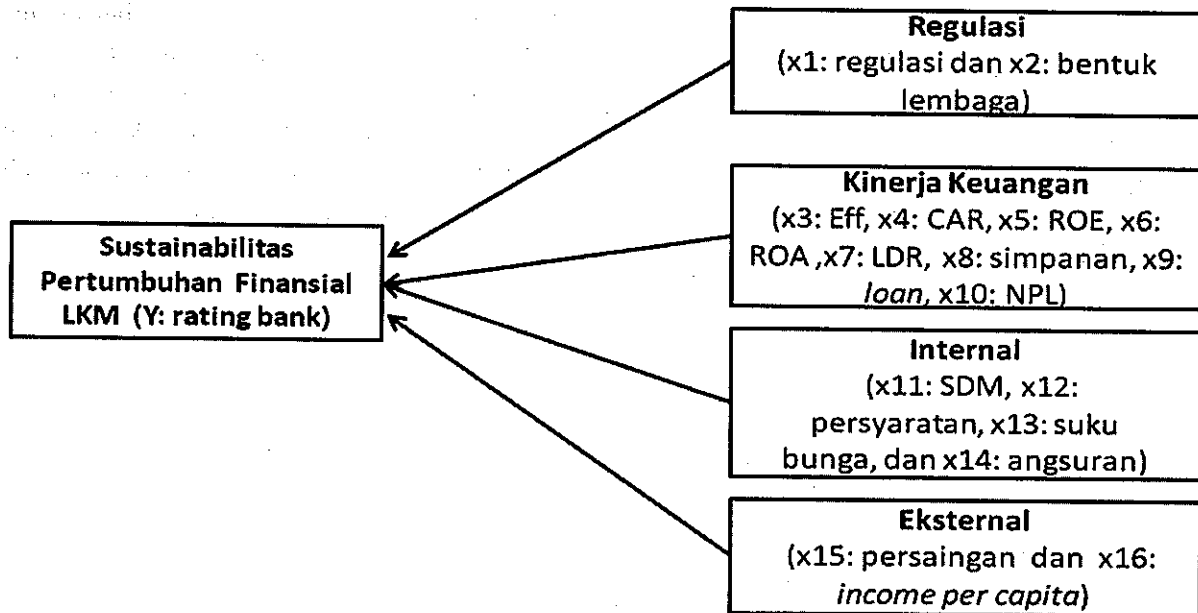 Regulasi
(x1: regulasi dan x2: bentuk
lembaga)
Kinerja Keuangan
(x3: Eff, x4: CAR, x5: ROE, x6:
ROA ,x7: LDR, x8: simpanan, x9:
loan, x10: NPL)
Sustainabilitas
Pertumbuhan Finansial
LKM (Y: rating bank)
Internal
(x11: SDM, x12:
persyaratan, x13: suku
bunga, dan x14: angsuran)
Eksternal
(x15: persaingan dan x16:
income per capita)